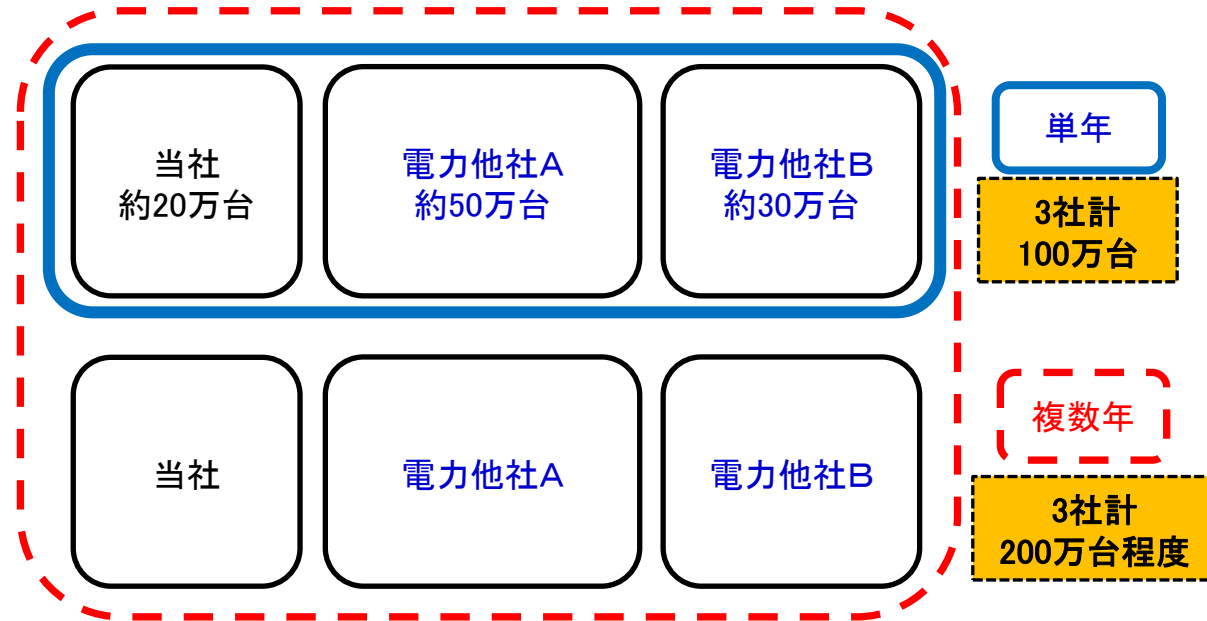 当社
約20万台
電力他社A
約50万台
電力他社B
約30万台
単年
3社計
100万台
当社
電力他社A
電力他社B
複数年
3社計
200万台程度